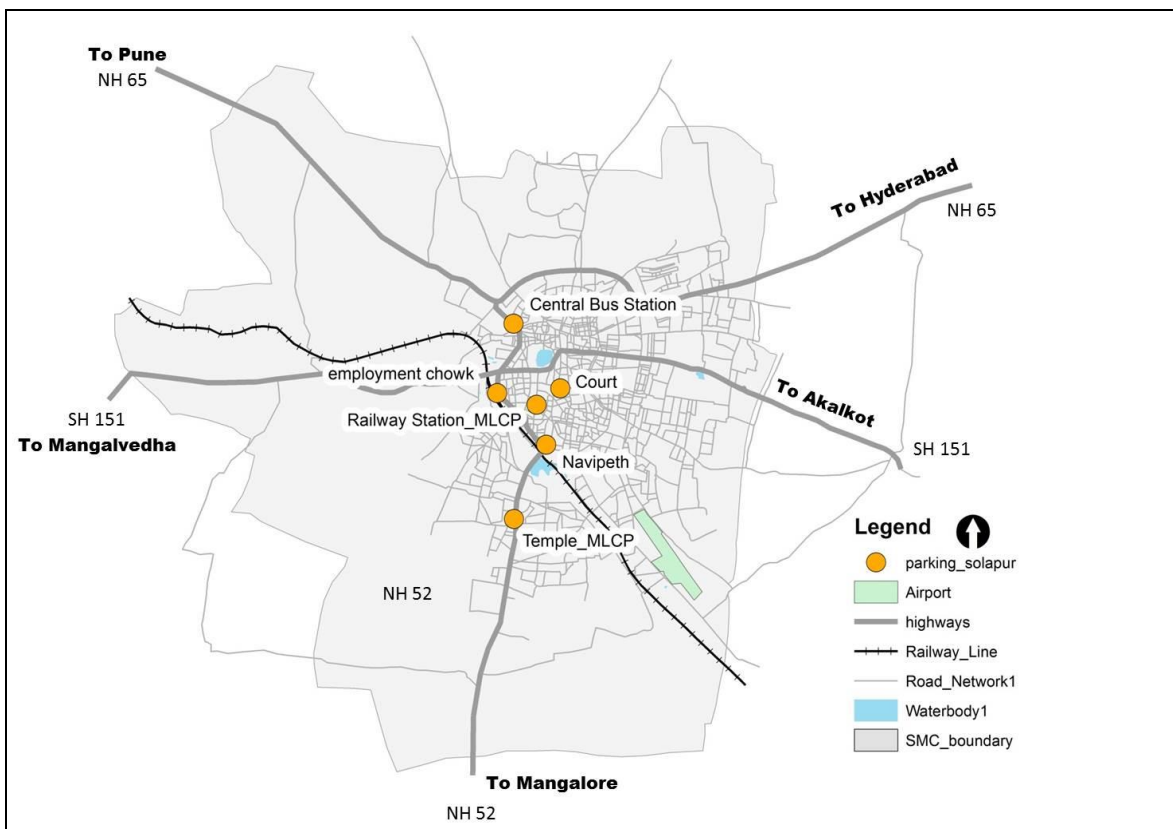 To Pune
NH 65
To Hyderabad
NH 65
Central Bus Station
employment chowk
Court
To Akalkot
SH 151
To Mangalvedha
Railway Station_MLCP
SH 151
Navipeth
Temple_MLCP
NH 52
To Mangalore
NH 52
Legend
parking_solapur
Airport
highways
Railway_Line
Road_Network1
Waterbody1
SMC_boundary